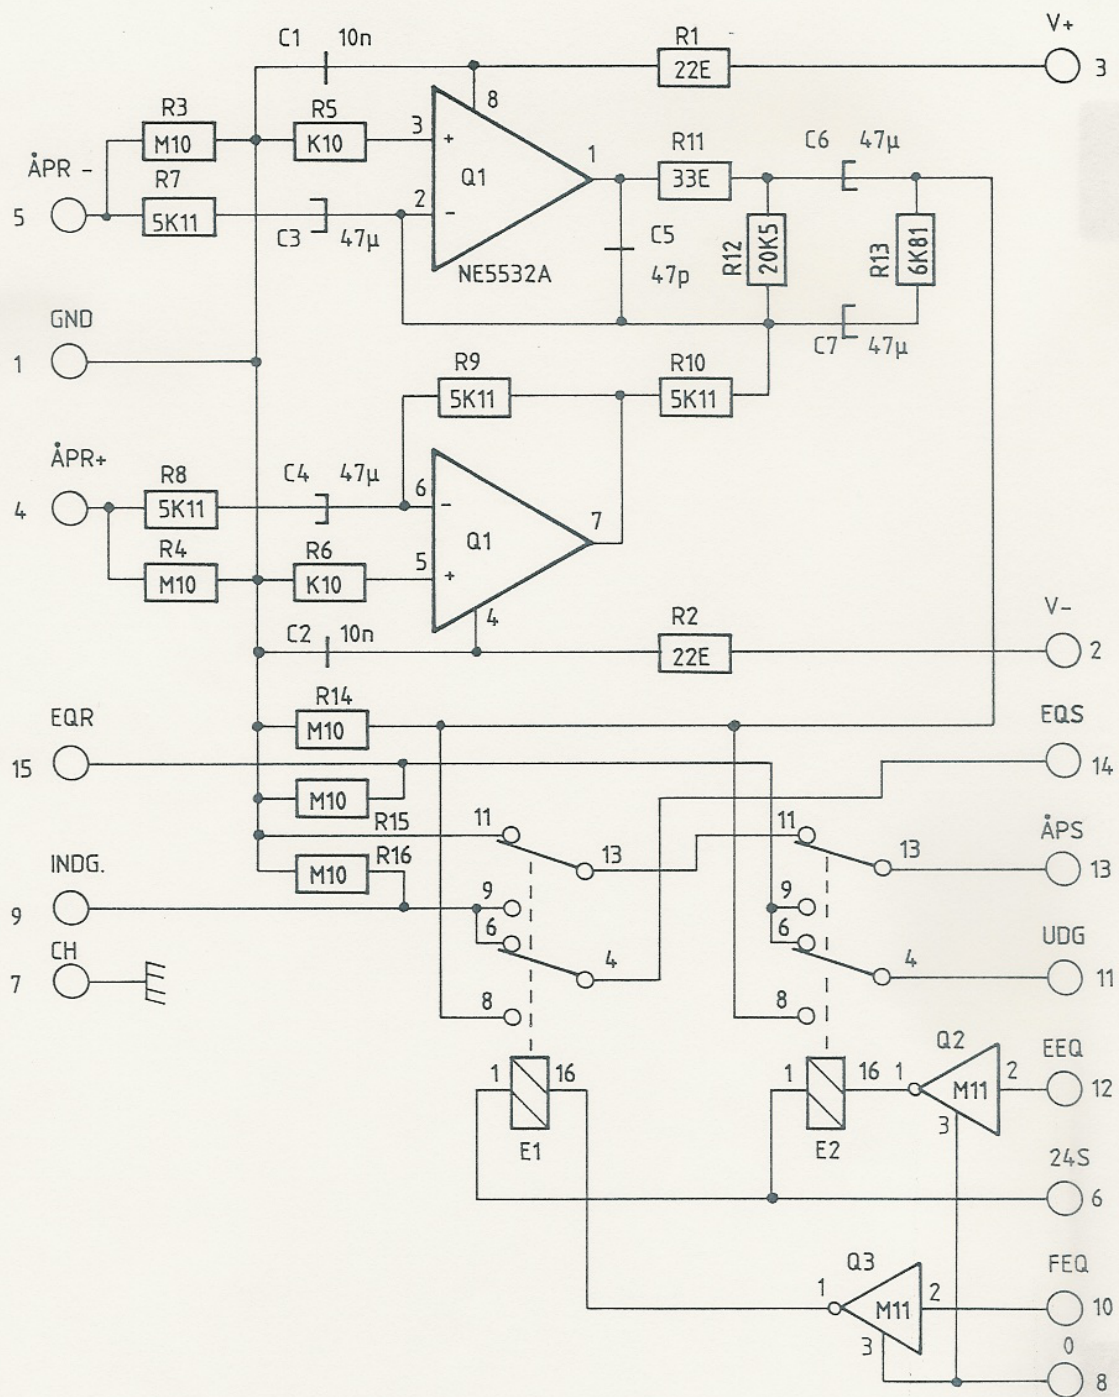 C1 10n
R1
22E
V+
3
8
R3
M10
R5
K10
3
+
ÅPR -
5
R7
5K11
C3 47µ
2
-
Q1
NE5532A
1
R11
33E
C6 47µ
C5
47p
R12
20K5
R13
6K81
C7 47µ
GND
1
R9
5K11
R10
5K11
ÅPR+
4
R8
5K11
C4 47µ
6
-
R4
M10
R6
K10
5
+
Q1
7
4
C2 10n
R2
22E
V-
2
R14
M10
EQR
15
EQS
14
M10
R15
11
13
11
13
ÅPS
13
R16
M10
INDG.
9
9
6
4
8
9
6
4
8
UDG
11
CH
7
1
16
E1
1
16
E2
1
Q2
M11
2
3
EEQ
12
24S
6
Q3
1
M11
2
3
FEQ
10
0
8